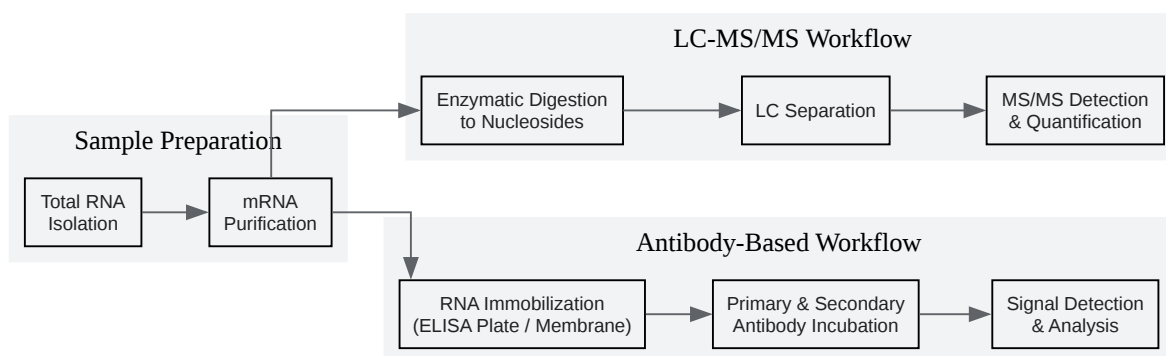 Sample Preparation
Total RNA
Isolation
mRNA
Purification
LC-MS/MS Workflow
Enzymatic Digestion
to Nucleosides
LC Separation
MS/MS Detection
& Quantification
Antibody-Based Workflow
RNA Immobilization
(ELISA Plate / Membrane)
Primary & Secondary
Antibody Incubation
Signal Detection
& Analysis